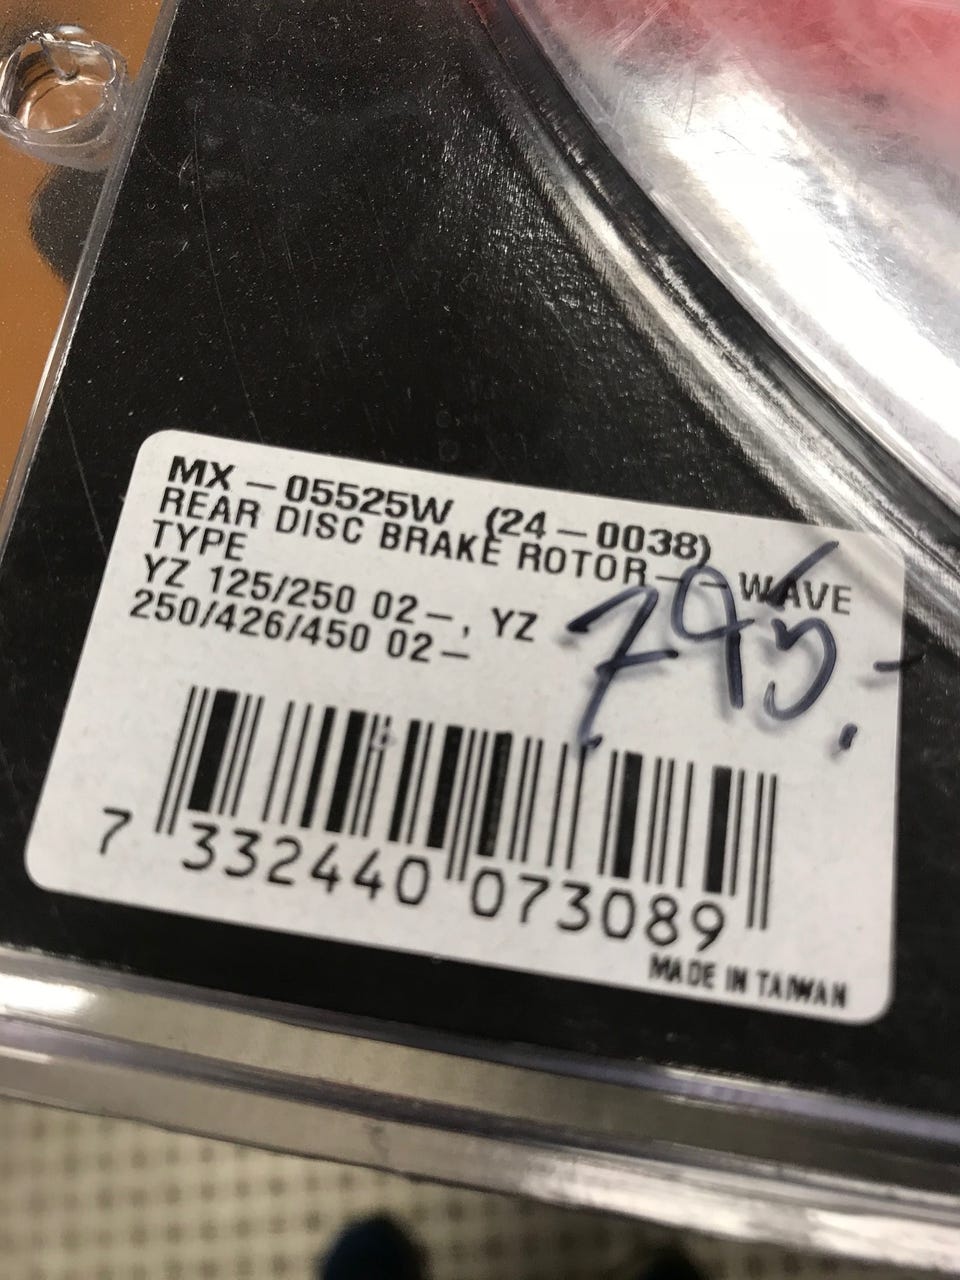 MX – 05525W (24 – 0038)
REAR DISC BRAKE ROTOR – – WAVE
TYPE
YZ 125/250 02 –, YZ
250/426/450 02 –
795.-
7 332440 073089
MADE IN TAIWAN